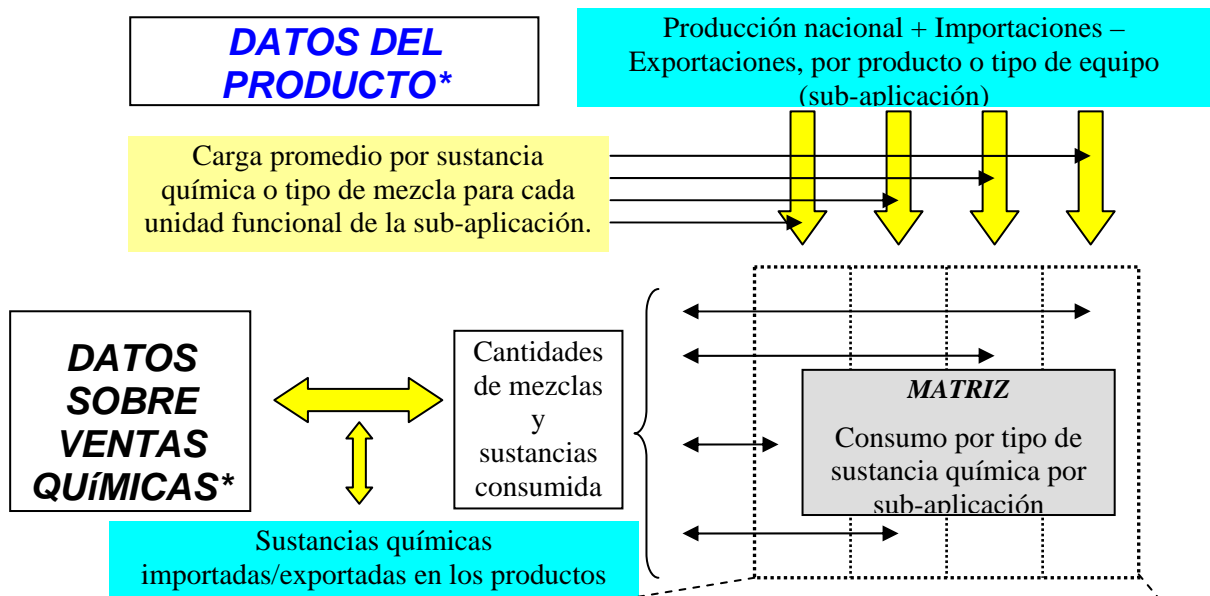 DATOS DEL
PRODUCTO*
Producción nacional + Importaciones –
Exportaciones, por producto o tipo de equipo
(sub-aplicación)
Carga promedio por sustancia
química o tipo de mezcla para cada
unidad funcional de la sub-aplicación.
DATOS
SOBRE
VENTAS
QUíMICAS*
Cantidades
de mezclas
y
sustancias
consumida
MATRIZ
Consumo por tipo de
sustancia química por
sub-aplicación
Sustancias químicas
importadas/exportadas en los productos